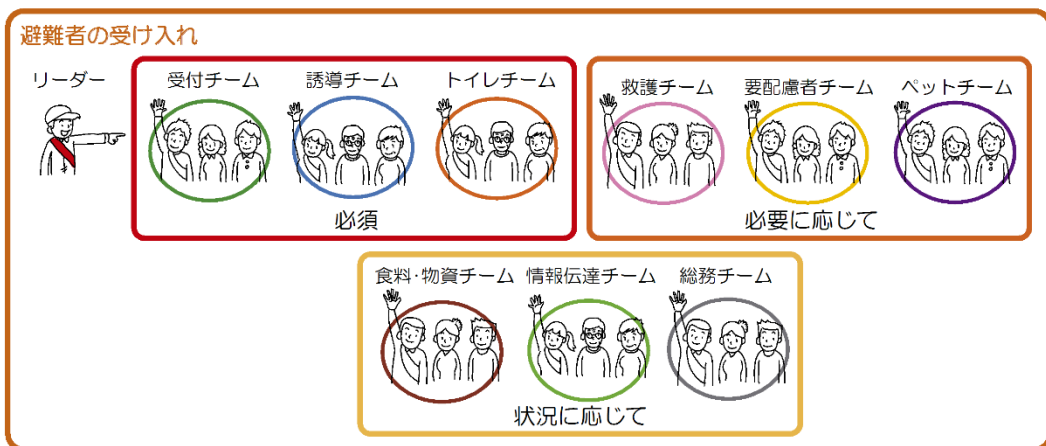 避難者の受け入れ
リーダー
受付チーム
誘導チーム
トイレチーム
必須
救護チーム
要配慮者チーム
ペットチーム
必要に応じて
食料・物資チーム
情報伝達チーム
総務チーム
状況に応じて